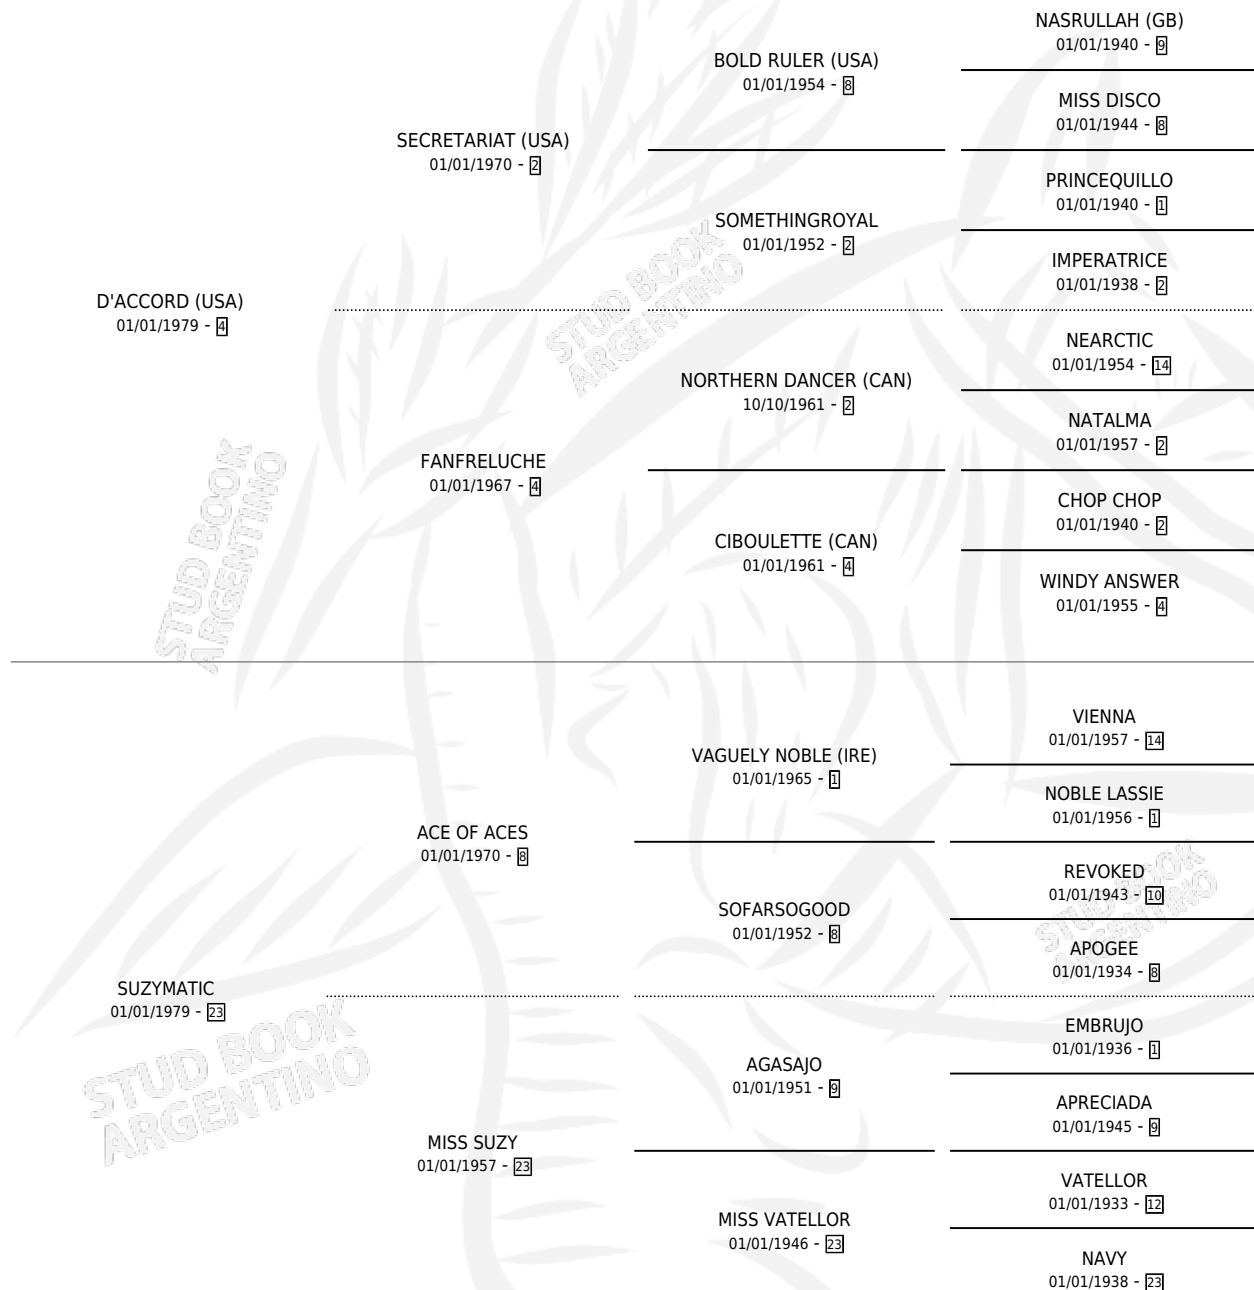 NASRULLAH (GB)
01/01/1940 - 9
BOLD RULER (USA)
01/01/1954 - 8
MISS DISCO
01/01/1944 - 8
SECRETARIAT (USA)
01/01/1970 - 2
PRINCEQUILLO
01/01/1940 - 1
SOMETHINGROYAL
01/01/1952 - 2
IMPERATRICE
01/01/1938 - 2
D'ACCORD (USA)
01/01/1979 - 4
NEARCTIC
01/01/1954 - 14
NORTHERN DANCER (CAN)
10/10/1961 - 2
NATALMA
01/01/1957 - 2
FANFRELUCHE
01/01/1967 - 4
CHOP CHOP
01/01/1940 - 2
CIBOULETTE (CAN)
01/01/1961 - 4
WINDY ANSWER
01/01/1955 - 4
VIENNA
01/01/1957 - 14
VAGUELY NOBLE (IRE)
01/01/1965 - 1
NOBLE LASSIE
01/01/1956 - 1
ACE OF ACES
01/01/1970 - 8
REVOKED
01/01/1943 - 10
SOFARSOGOOD
01/01/1952 - 8
APOGEE
01/01/1934 - 8
SUZYMATIC
01/01/1979 - 23
EMBRUJO
01/01/1936 - 1
AGASAJO
01/01/1951 - 9
APRECIADA
01/01/1945 - 9
MISS SUZY
01/01/1957 - 23
VATELLOR
01/01/1933 - 12
MISS VATELLOR
01/01/1946 - 23
NAVY
01/01/1938 - 23
STUD BOOK
ARGENTINO
STUD BOOK
ARGENTINO
STUD BOOK
ARGENTINO
STUD BOOK
ARGENTINO